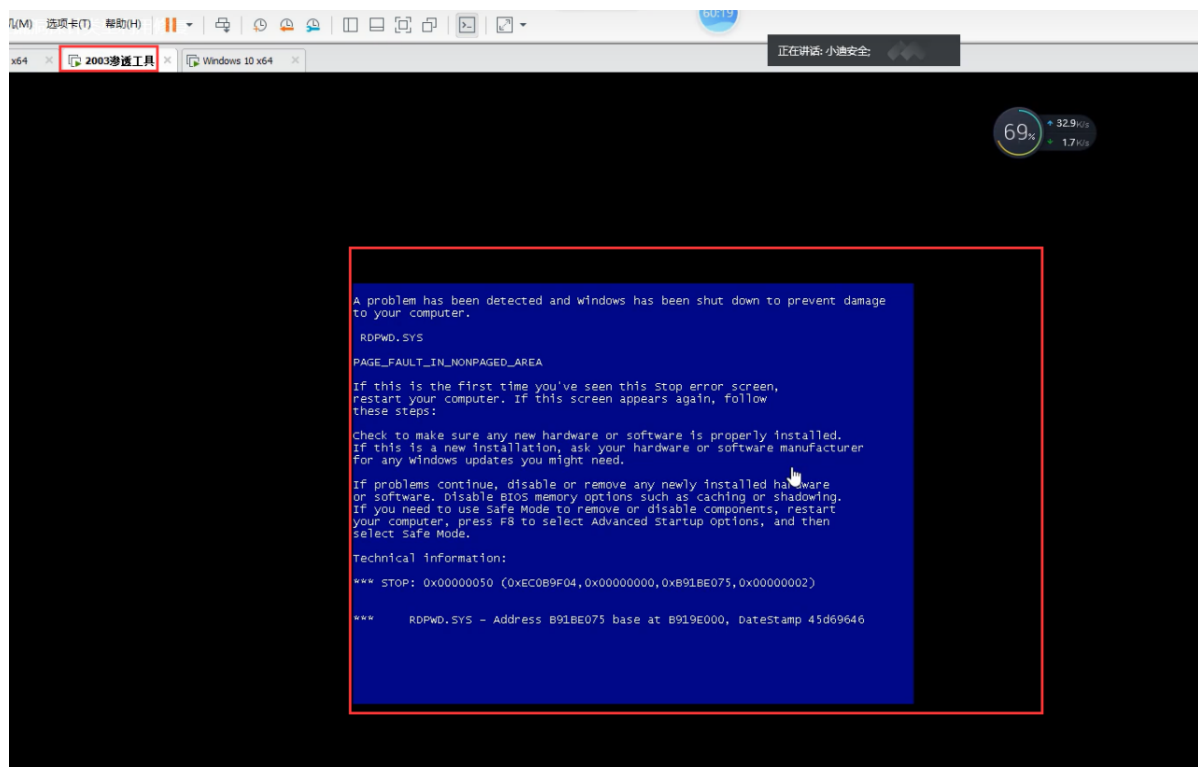 几(M) 选项卡(T) 帮助(H)
60:19
正在讲话: 小迪安全;
x64 2003渗透工具 Windows 10 x64
69% 32.9K/s
1.7K/s
A problem has been detected and Windows has been shut down to prevent damage
to your computer.
RDPWD.SYS
PAGE_FAULT_IN_NONPAGED_AREA
If this is the first time you've seen this Stop error screen,
restart your computer. If this screen appears again, follow
these steps:
Check to make sure any new hardware or software is properly installed.
If this is a new installation, ask your hardware or software manufacturer
for any Windows updates you might need.
If problems continue, disable or remove any newly installed hardware
or software. Disable BIOS memory options such as caching or shadowing.
If you need to use Safe Mode to remove or disable components, restart
your computer, press F8 to select Advanced Startup Options, and then
select Safe Mode.
Technical information:
*** STOP: 0x00000050 (0xEC0B9F04,0x00000000,0xB91BE075,0x00000002)
*** RDPWD.SYS - Address B91BE075 base at B919E000, DateStamp 45d69646